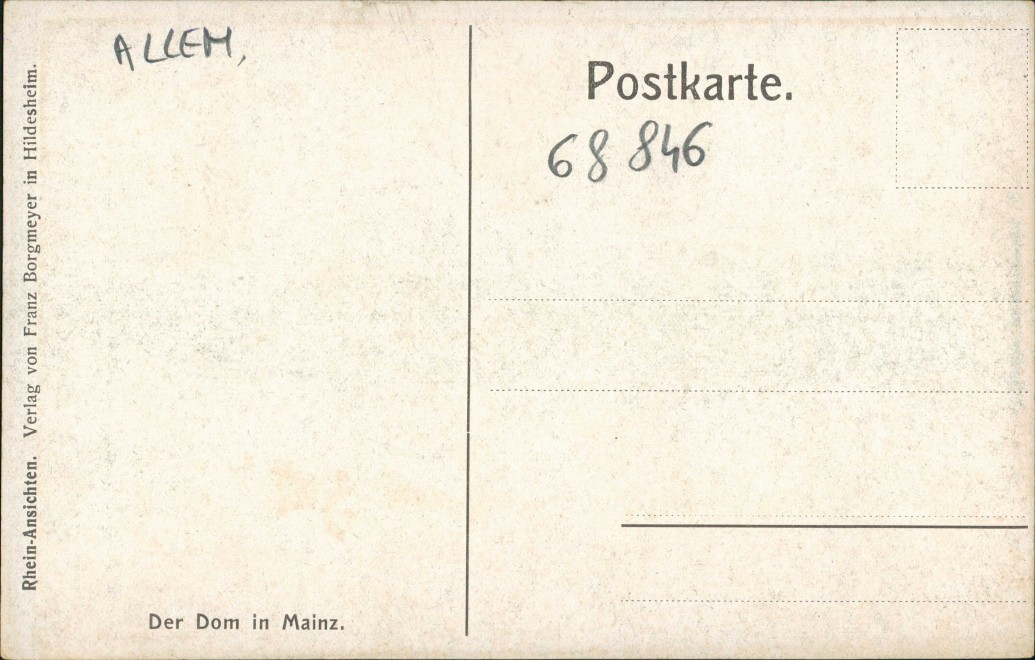 ALLEM,
Postkarte.
68 846
Rhein-Ansichten. Verlag von Franz Borgmeyer in Hildesheim.
Der Dom in Mainz.